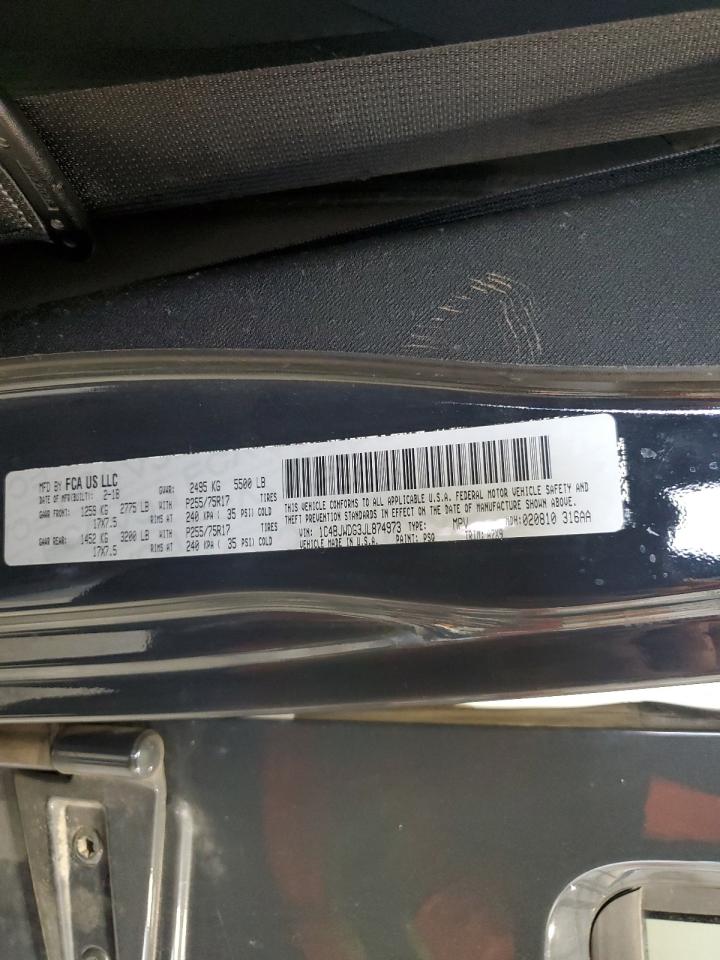 MFD BY FCA US LLC
DATE OF MFR(BUILT): 2-18 GVWR: 2495 KG 5500 LB
GAWR FRONT: 1259 KG 2775 LB WITH P255/75R17 TIRES
17X7.5 RIMS AT 240 KPA ( 35 PSI) COLD
GAWR REAR: 1452 KG 3200 LB WITH P255/75R17 TIRES
17X7.5 RIMS AT 240 KPA ( 35 PSI) COLD
THIS VEHICLE CONFORMS TO ALL APPLICABLE U.S.A. FEDERAL MOTOR VEHICLE SAFETY AND
THEFT PREVENTION STANDARDS IN EFFECT ON THE DATE OF MANUFACTURE SHOWN ABOVE.
VIN: 1C4BJWDG3JL874973 TYPE: MPV MDH: 020810 316AA
VEHICLE MADE IN U.S.A. PAINT: TRIM: